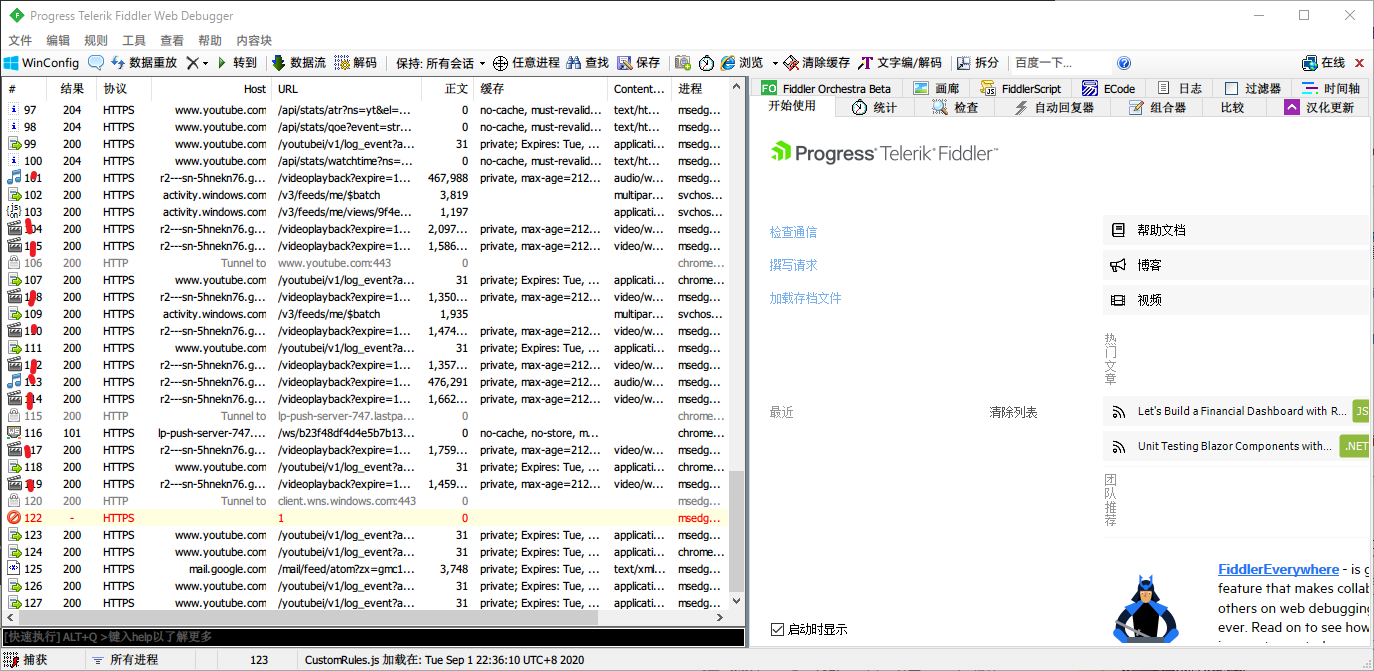 Progress Telerik Fiddler Web Debugger
文件 编辑 规则 工具 查看 帮助 内容块
WinConfig 数据重放 转到 数据流 解码 保持: 所有会话 任意进程 查找 保存 浏览 清除缓存 文字编/解码 拆分 百度一下... 在线
# 结果 协议 Host URL 正文 缓存 Content... 进程
97 204 HTTPS www.youtube.com /api/stats/atr?ns=yt&el=... 0 no-cache, must-revalid... text/ht... msedg...
98 204 HTTPS www.youtube.com /api/stats/qoe?event=str... 0 no-cache, must-revalid... text/ht... msedg...
99 200 HTTPS www.youtube.com /youtubei/v1/log_event?a... 31 private; Expires: Tue, ... applicati... msedg...
100 204 HTTPS www.youtube.com /api/stats/watchtime?ns=... 0 no-cache, must-revalid... text/ht... msedg...
101 200 HTTPS r2---sn-5hnekn76.g... /videoplayback?expire=1... 467,988 private, max-age=212... audio/w... msedg...
102 200 HTTPS activity.windows.com /v3/feeds/me/$batch 3,819 multipar... svchos...
103 200 HTTPS activity.windows.com /v3/feeds/me/views/9f4e... 1,197 applicati... svchos...
104 200 HTTPS r2---sn-5hnekn76.g... /videoplayback?expire=1... 2,097... private, max-age=212... video/w... msedg...
105 200 HTTPS r2---sn-5hnekn76.g... /videoplayback?expire=1... 1,586... private, max-age=212... video/w... msedg...
106 200 HTTP Tunnel to www.youtube.com:443 0 chrome...
107 200 HTTPS www.youtube.com /youtubei/v1/log_event?a... 31 private; Expires: Tue, ... applicati... chrome...
108 200 HTTPS r2---sn-5hnekn76.g... /videoplayback?expire=1... 1,350... private, max-age=212... video/w... msedg...
109 200 HTTPS activity.windows.com /v3/feeds/me/$batch 1,935 multipar... svchos...
110 200 HTTPS r2---sn-5hnekn76.g... /videoplayback?expire=1... 1,474... private, max-age=212... video/w... msedg...
111 200 HTTPS www.youtube.com /youtubei/v1/log_event?a... 31 private; Expires: Tue, ... applicati... msedg...
112 200 HTTPS r2---sn-5hnekn76.g... /videoplayback?expire=1... 1,357... private, max-age=212... video/w... msedg...
113 200 HTTPS r2---sn-5hnekn76.g... /videoplayback?expire=1... 476,291 private, max-age=212... audio/w... msedg...
114 200 HTTPS r2---sn-5hnekn76.g... /videoplayback?expire=1... 1,662... private, max-age=212... video/w... msedg...
115 200 HTTP Tunnel to lp-push-server-747.lastpa... 0 chrome...
116 101 HTTPS lp-push-server-747.... /ws/b23f48df4d4e5b7b13... 0 no-cache, no-store, m... chrome...
117 200 HTTPS r2---sn-5hnekn76.g... /videoplayback?expire=1... 1,759... private, max-age=212... video/w... msedg...
118 200 HTTPS www.youtube.com /youtubei/v1/log_event?a... 31 private; Expires: Tue, ... applicati... chrome...
119 200 HTTPS r2---sn-5hnekn76.g... /videoplayback?expire=1... 1,459... private, max-age=212... video/w... msedg...
120 200 HTTP Tunnel to client.wns.windows.com:443 0 msedg...
122 - HTTPS 1 0 msedg...
123 200 HTTPS www.youtube.com /youtubei/v1/log_event?a... 31 private; Expires: Tue, ... applicati... msedg...
124 200 HTTPS www.youtube.com /youtubei/v1/log_event?a... 31 private; Expires: Tue, ... applicati... chrome...
125 200 HTTPS mail.google.com /mail/feed/atom?zx=gmc1... 3,748 private, max-age=212... text/xml... msedg...
126 200 HTTPS www.youtube.com /youtubei/v1/log_event?a... 31 private; Expires: Tue, ... applicati... msedg...
127 200 HTTPS www.youtube.com /youtubei/v1/log_event?a... 31 private; Expires: Tue, ... applicati... msedg...
[快速执行] ALT+Q >键入help以了解更多
捕获 所有进程 123 CustomRules.js 加载在: Tue Sep 1 22:36:10 UTC+8 2020
FO Fiddler Orchestra Beta 画廊 FiddlerScript ECode 日志 过滤器 时间轴
开始使用 统计 检查 自动回复器 组合器 比较 汉化更新
Progress Telerik Fiddler
检查通信
撰写请求
加载存档文件
最近 清除列表
启动时显示
帮助文档
博客
视频
热门文章
Let's Build a Financial Dashboard with R... JS
Unit Testing Blazor Components with... .NET
团队推荐
FiddlerEverywhere - is g
feature that makes collab
others on web debugging
ever. Read on to see how